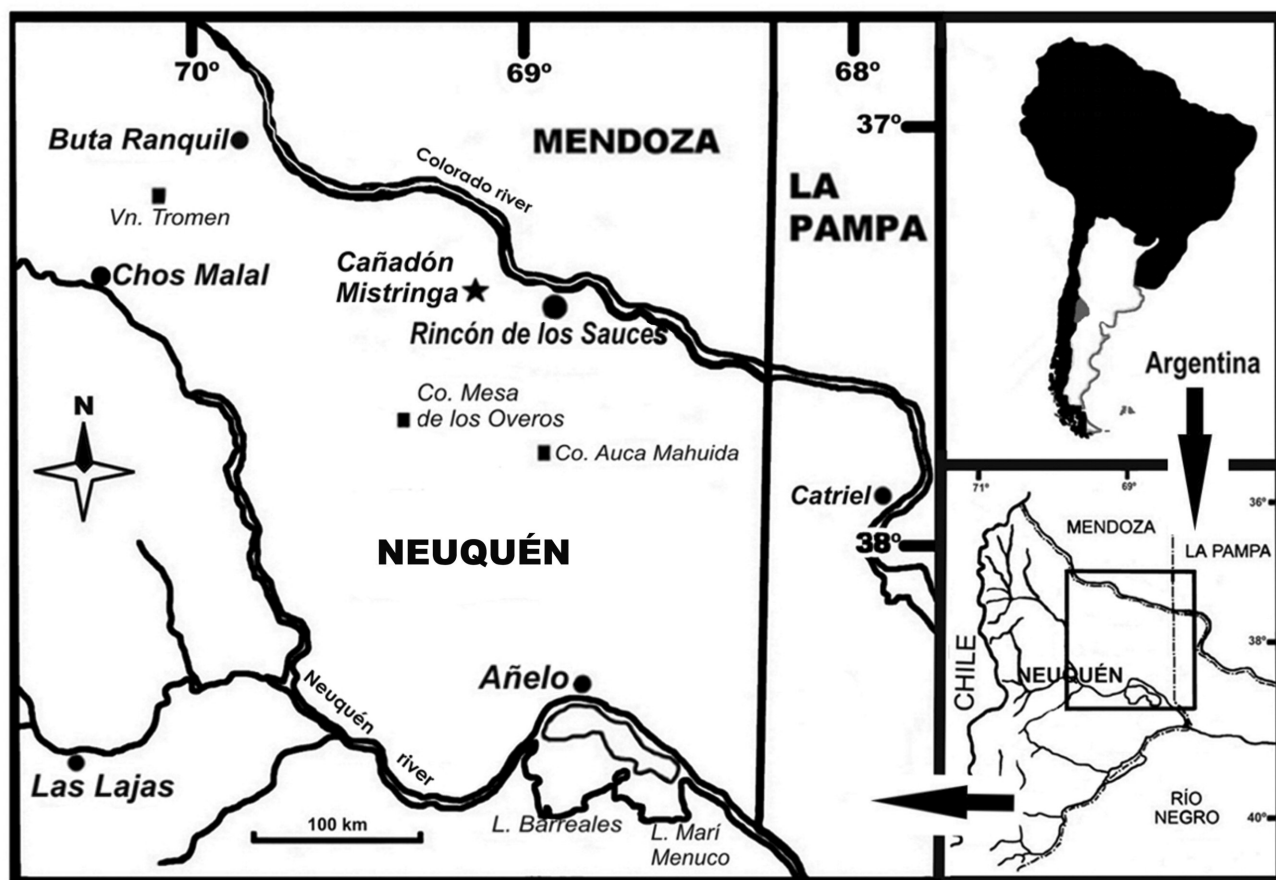 70º
69º
68º
37º
Buta Ranquil
MENDOZA
Colorado river
LA
PAMPA
Vn. Tromen
Chos Malal
Cañadón
Mistringa
Rincón de los Sauces
Co. Mesa
de los Overos
Co. Auca Mahuida
N
Catriel
38º
NEUQUÉN
Añelo
Neuquén
river
Las Lajas
100 km
L. Barreales
L. Marí
Menuco
Argentina
71º
69º
36º
MENDOZA
LA PAMPA
38º
CHILE
NEUQUÉN
RÍO
NEGRO
40º